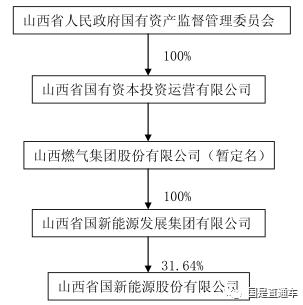 山西省人民政府国有资产监督管理委员会
100%
山西省国有资本投资运营有限公司
山西燃气集团股份有限公司（暂定名）
100%
山西省国新能源发展集团有限公司
31.64%
山西省国新能源股份有限公司
国是直通车